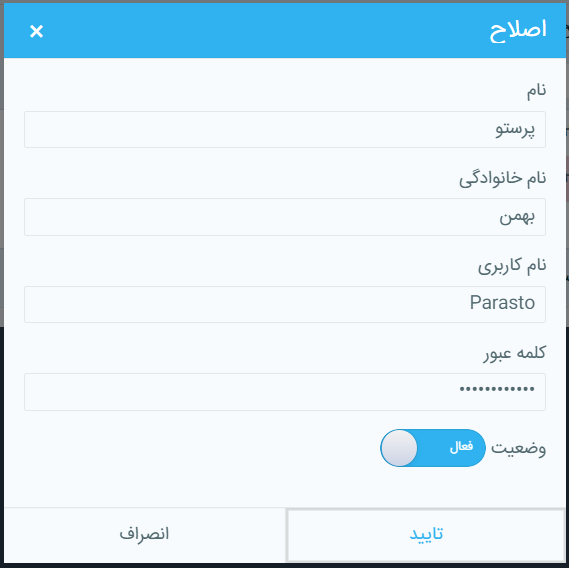 اصلاح ×
نام
پرستو
نام خانوادگی
بهمن
نام کاربری
Parasto
کلمه عبور
••••••••••••
وضعیت فعال
تایید
انصراف